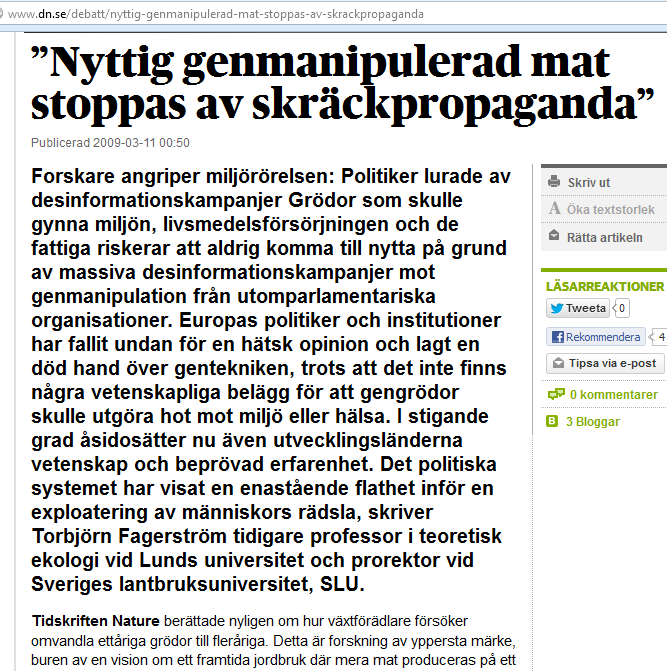 www.dn.se/debatt/nyttig-genmanipulerad-mat-stoppas-av-skrackpropaganda
”Nyttig genmanipulerad mat
stoppas av skräckpropaganda”
Publicerad 2009-03-11 00:50
Forskare angriper miljörörelsen: Politiker lurade av
desinformationskampanjer Grödor som skulle
gynna miljön, livsmedelsförsörjningen och de
fattiga riskerar att aldrig komma till nytta på grund
av massiva desinformationskampanjer mot
genmanipulation från utomparlamentariska
organisationer. Europas politiker och institutioner
har fallit undan för en hätsk opinion och lagt en
död hand över gentekniken, trots att det inte finns
några vetenskapliga belägg för att gengrödor
skulle utgöra hot mot miljö eller hälsa. I stigande
grad åsidosätter nu även utvecklingsländerna
vetenskap och beprövad erfarenhet. Det politiska
systemet har visat en enastående flathet inför en
exploatering av människors rädsla, skriver
Torbjörn Fagerström tidigare professor i teoretisk
ekologi vid Lunds universitet och prorektor vid
Sveriges lantbruksuniversitet, SLU.
Tidskriften Nature berättade nyligen om hur växtförädlare försöker
omvandla ettåriga grödor till fleråriga. Detta är forskning av yppersta märke,
buren av en vision om ett framtida jordbruk där mera mat produceras på ett
Skriv ut
A Öka textstorlek
Rätta artikeln
LÄSARREAKTIONER
Tweeta 0
Rekommendera 4
Tipsa via e-post
0 kommentarer
B 3 Bloggar